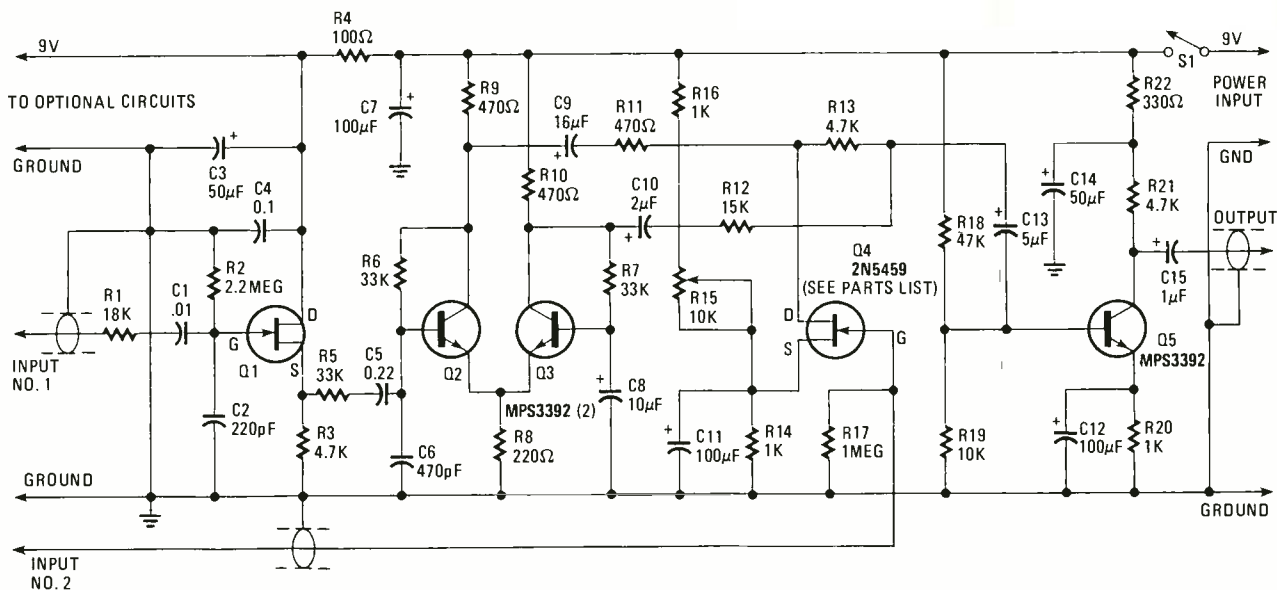 9V
R4
100Ω
S1
9V
TO OPTIONAL CIRCUITS
C7
100µF
R9
470Ω
C9
16µF
R11
470Ω
R16
1K
R13
4.7K
R22
330Ω
POWER
INPUT
GROUND
C3
50µF
C4
0.1
R10
470Ω
C10
2µF
R12
15K
R18
47K
C13
5µF
C14
50µF
R21
4.7K
GND
OUTPUT
R2
2.2MEG
R6
33K
R7
33K
R15
10K
Q4
2N5459
(SEE PARTS LIST)
C15
1µF
R1
18K
C1
.01
D
G
Q1
S
INPUT
NO. 1
R5
33K
C5
0.22
Q2
Q3
MPS3392 (2)
D
S
G
Q5
MPS3392
C2
220pF
R3
4.7K
C6
470pF
R8
220Ω
C8
10µF
C11
100µF
R14
1K
R17
1MEG
R19
10K
C12
100µF
R20
1K
GROUND
GROUND
INPUT
NO. 2